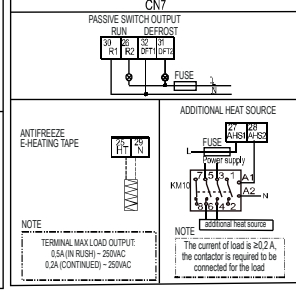 CN7
PASSIVE SWITCH OUTPUT
RUN DEFROST
30 26 32 31
R1 R2 DFT1 DFT2
FUSE
L
N
ANTIFREEZE
E-HEATING TAPE
25 29
HT N
NOTE
TERMINAL MAX LOAD OUTPUT:
0,5A (IN RUSH) ~ 250VAC
0,2A (CONTINUED) ~ 250VAC
ADDITIONAL HEAT SOURCE
27 28
AHS1 AHS2
FUSE
L
Power supply
7 5 3 1 A1
KM10
A2 N
8 6 4 2
additional heat source
NOTE
The current of load is ≥0,2 A,
the contactor is required to be
connected for the load